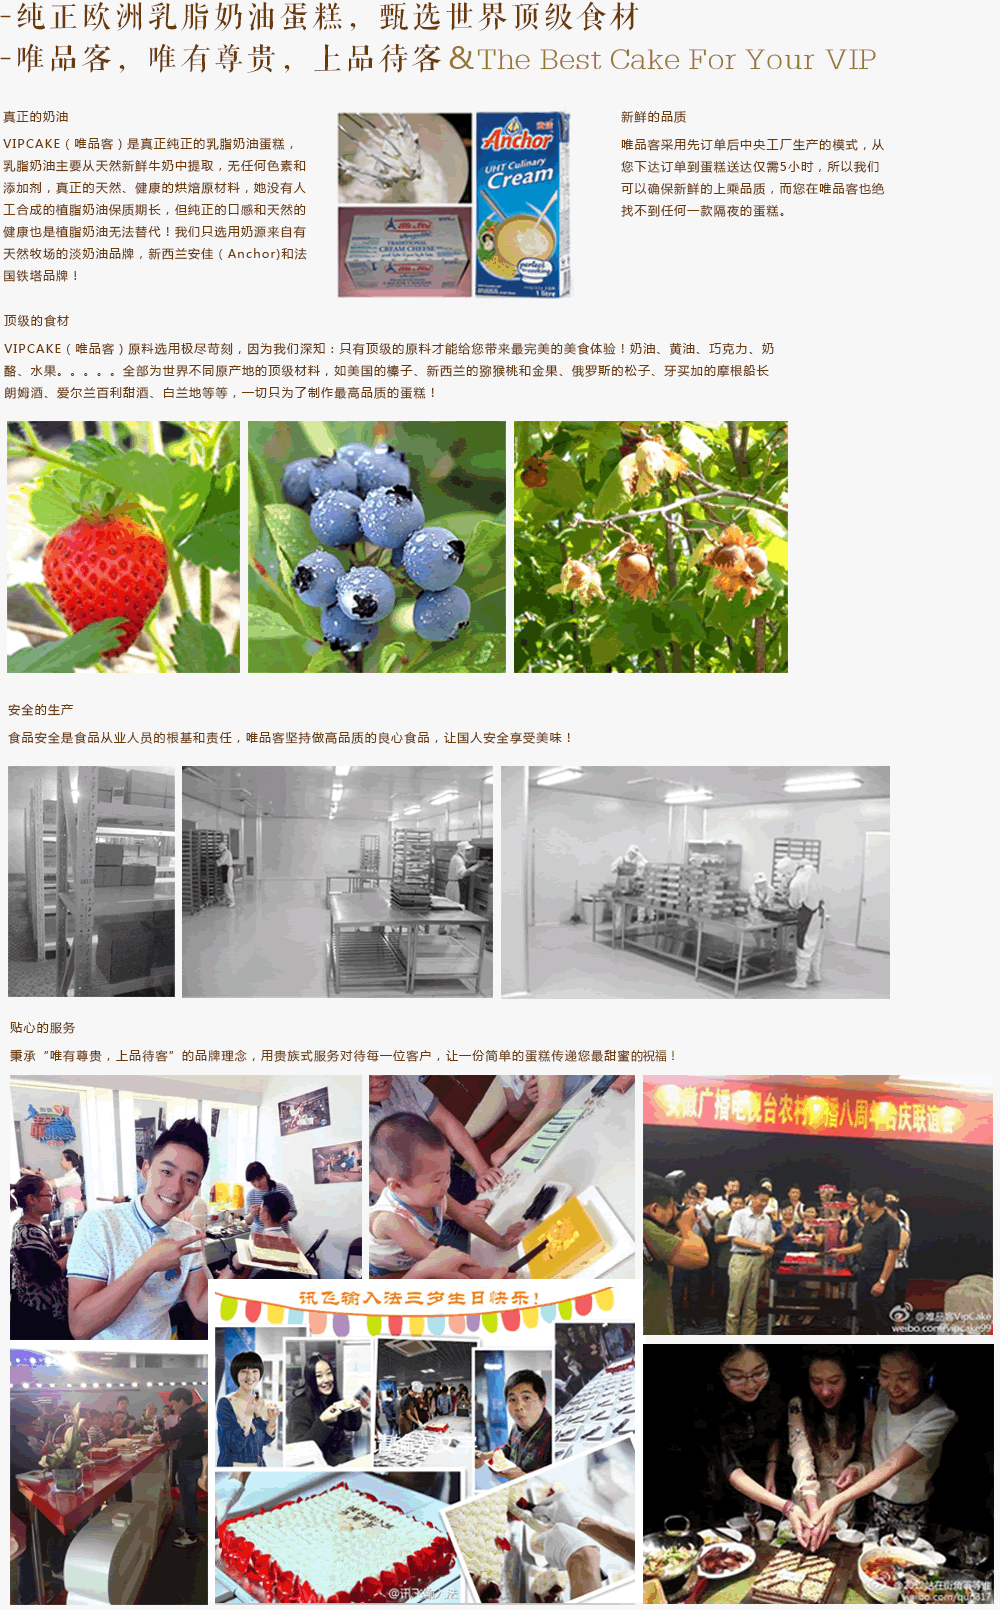 -纯正欧洲乳脂奶油蛋糕，甄选世界顶级食材
-唯品客，唯有尊贵，上品待客&The Best Cake For Your VIP
真正的奶油
VIPCAKE（唯品客）是真正纯正的乳脂奶油蛋糕，
乳脂奶油主要从天然新鲜牛奶中提取，无任何色素和
添加剂，真正的天然、健康的烘焙原材料，她没有人
工合成的植脂奶油保质期长，但纯正的口感和天然的
健康也是植脂奶油无法替代！我们只选用奶源来自有
天然牧场的淡奶油品牌，新西兰安佳（Anchor)和法
国铁塔品牌！
安佳
Anchor
UHT Culinary
Cream
perfect
for cooking
1 litre
TRADITIONAL
CREAM CHEESE
新鲜的品质
唯品客采用先订单后中央工厂生产的模式，从
您下达订单到蛋糕送达仅需5小时，所以我们
可以确保新鲜的上乘品质，而您在唯品客也绝
找不到任何一款隔夜的蛋糕。
顶级的食材
VIPCAKE（唯品客）原料选用极尽苛刻，因为我们深知：只有顶级的原料才能给您带来最完美的美食体验！奶油、黄油、巧克力、奶
酪、水果。。。。。全部为世界不同原产地的顶级材料，如美国的榛子、新西兰的猕猴桃和金果、俄罗斯的松子、牙买加的摩根船长
朗姆酒、爱尔兰百利甜酒、白兰地等等，一切只为了制作最高品质的蛋糕！
安全的生产
食品安全是食品从业人员的根基和责任，唯品客坚持做高品质的良心食品，让国人安全享受美味！
贴心的服务
秉承“唯有尊贵，上品待客”的品牌理念，用贵族式服务对待每一位客户，让一份简单的蛋糕传递您最甜蜜的祝福！
安徽广播电视台农村广播八周年台庆联谊会
@唯品客VipCake
weibo.com/vipcake99
讯飞输入法三岁生日快乐！
@讯飞输入法